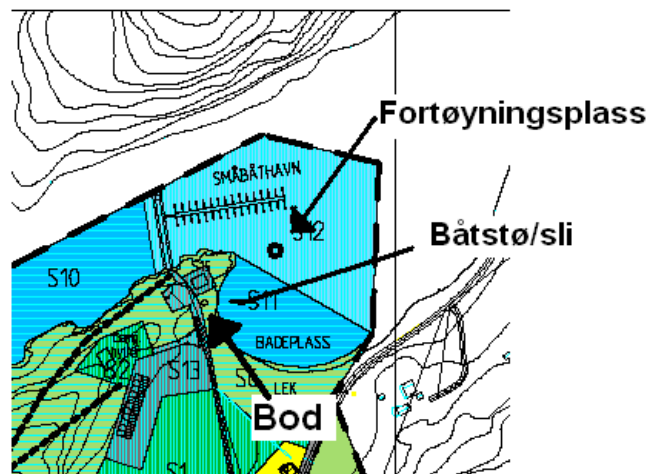 Fortøyningsplass
SMÅBÅTHAVN
S12
Båtstø/sli
S10
S11
BADEPLASS
S13
LEK
Bod
S1